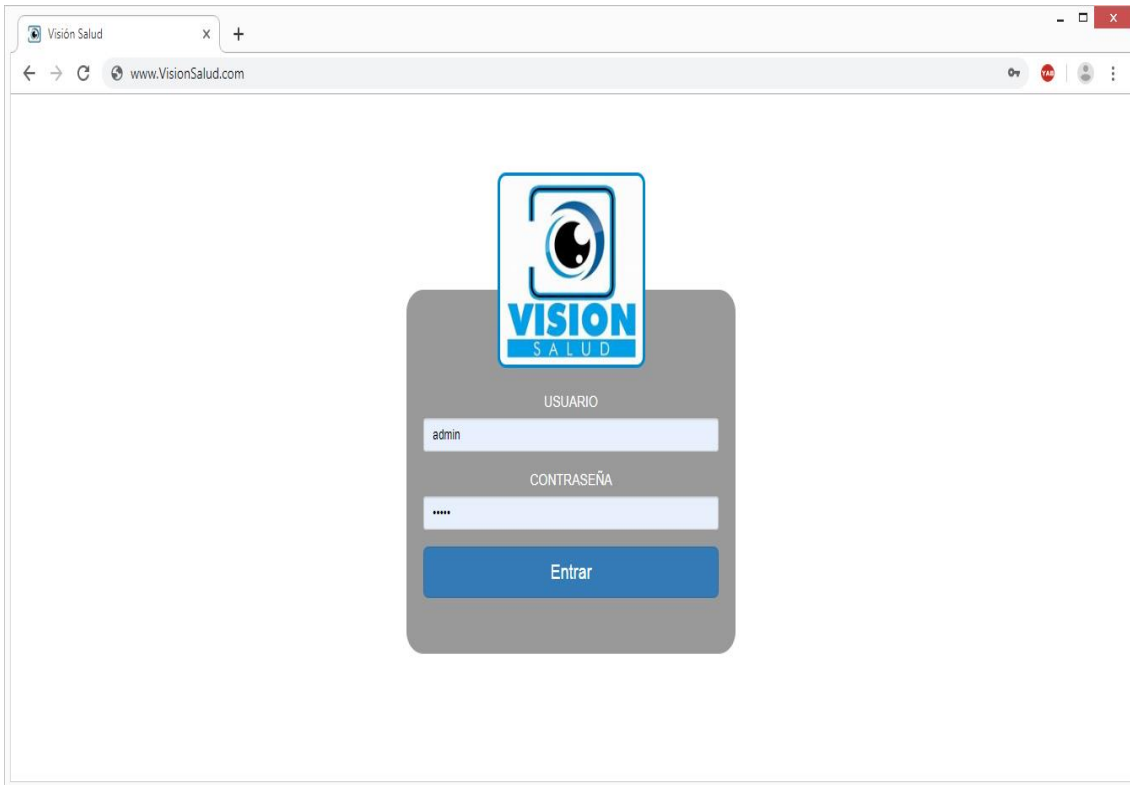 Visión Salud
www.VisionSalud.com
VISION
SALUD
USUARIO
admin
CONTRASEÑA
•••••
Entrar